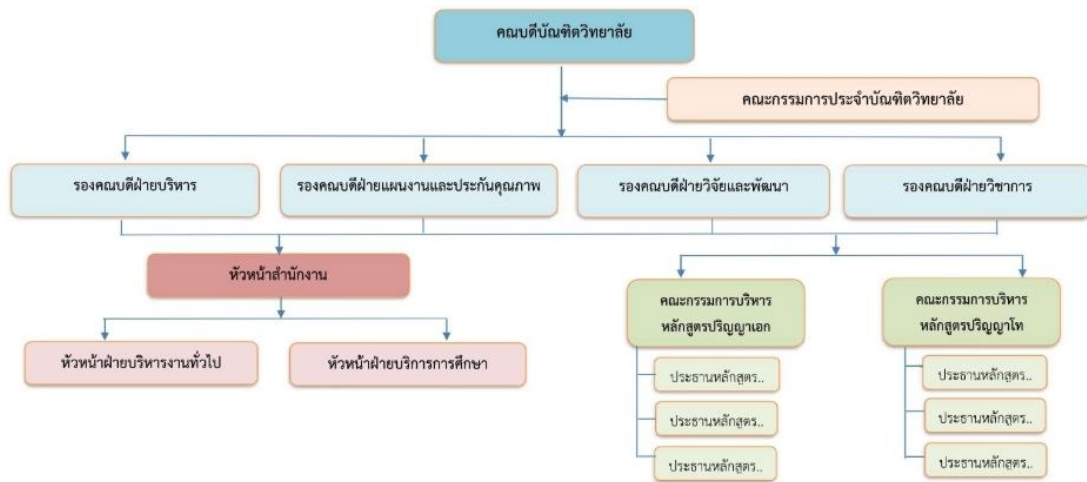 คณบดีบัณฑิตวิทยาลัย
คณะกรรมการประจำบัณฑิตวิทยาลัย
รองคณบดีฝ่ายบริหาร
รองคณบดีฝ่ายแผนงานและประกันคุณภาพ
รองคณบดีฝ่ายวิจัยและพัฒนา
รองคณบดีฝ่ายวิชาการ
หัวหน้าสำนักงาน
หัวหน้าฝ่ายบริหารงานทั่วไป
หัวหน้าฝ่ายบริการการศึกษา
คณะกรรมการบริหาร
หลักสูตรปริญญาเอก
ประธานหลักสูตร..
ประธานหลักสูตร..
ประธานหลักสูตร..
คณะกรรมการบริหาร
หลักสูตรปริญญาโท
ประธานหลักสูตร..
ประธานหลักสูตร..
ประธานหลักสูตร..